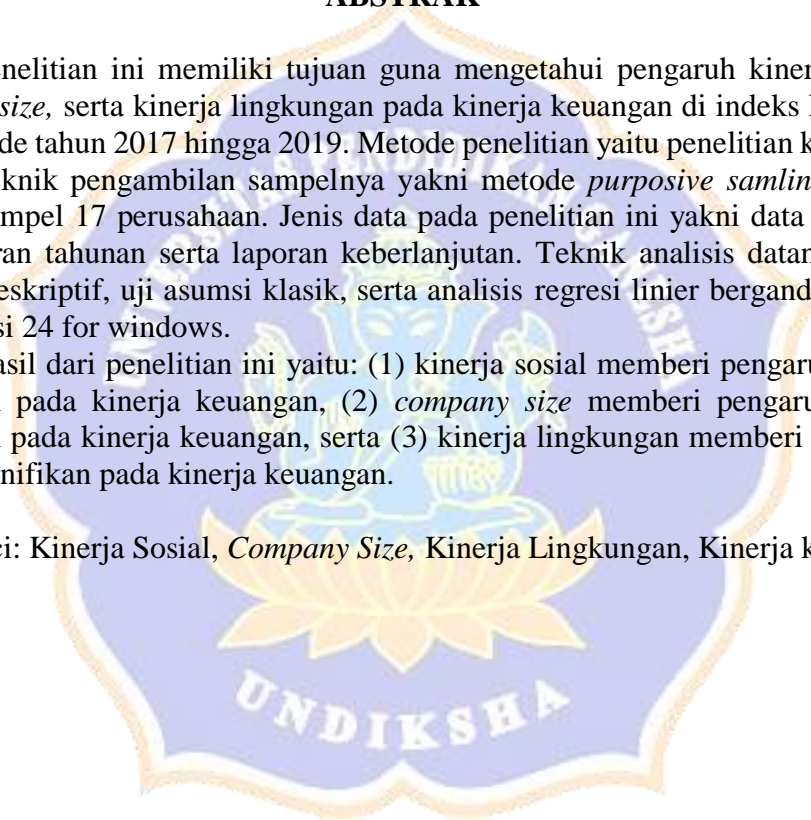 ABSTRAK
enelitian ini memiliki tujuan guna mengetahui pengaruh kiner
size, serta kinerja lingkungan pada kinerja keuangan di indeks
de tahun 2017 hingga 2019. Metode penelitian yaitu penelitian k
eknik pengambilan sampelnya yakni metode purposive samlin
mpel 17 perusahaan. Jenis data pada penelitian ini yakni data
ran tahunan serta laporan keberlanjutan. Teknik analisis datan
eskriptif, uji asumsi klasik, serta analisis regresi linier bergand
si 24 for windows.
asil dari penelitian ini yaitu: (1) kinerja sosial memberi pengaru
pada kinerja keuangan, (2) company size memberi pengaru
pada kinerja keuangan, serta (3) kinerja lingkungan memberi
nifikan pada kinerja keuangan.
ci: Kinerja Sosial, Company Size, Kinerja Lingkungan, Kinerja k
UNIVERSITAS PENDIDIKAN GANESHA
UNDIKSHA